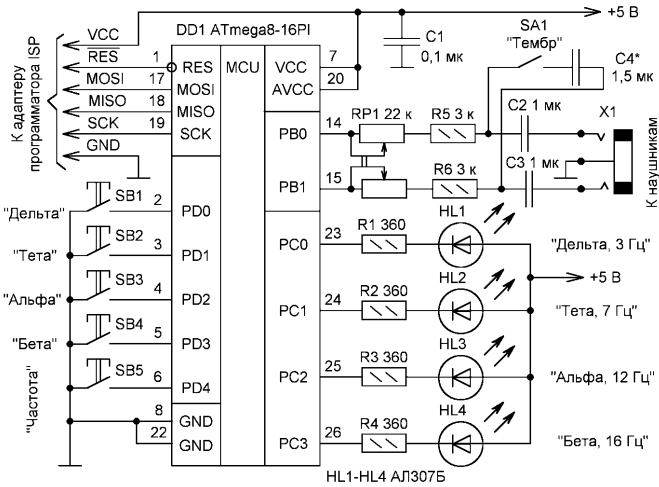 DD1 ATmega8-16PI
+5 В
К адаптеру
программатора ISP
VCC
RES
MOSI
MISO
SCK
GND
1
17
18
19
RES
MOSI
MISO
SCK
MCU
VCC
AVCC
7
20
C1
0,1 мк
SA1
"Тембр"
C4*
1,5 мк
PB0
14
RP1 22 к
R5 3 к
C2 1 мк
X1
PB1
15
R6 3 к
C3 1 мк
К наушникам
"Дельта"
SB1
2
PD0
"Тета"
SB2
3
PD1
"Альфа"
SB3
4
PD2
"Бета"
SB4
5
PD3
"Частота"
SB5
6
PD4
8
GND
22
GND
PC0
23
R1 360
HL1
"Дельта, 3 Гц"
+5 В
PC1
24
R2 360
HL2
"Тета, 7 Гц"
PC2
25
R3 360
HL3
"Альфа, 12 Гц"
PC3
26
R4 360
HL4
"Бета, 16 Гц"
HL1-HL4 АЛ307Б